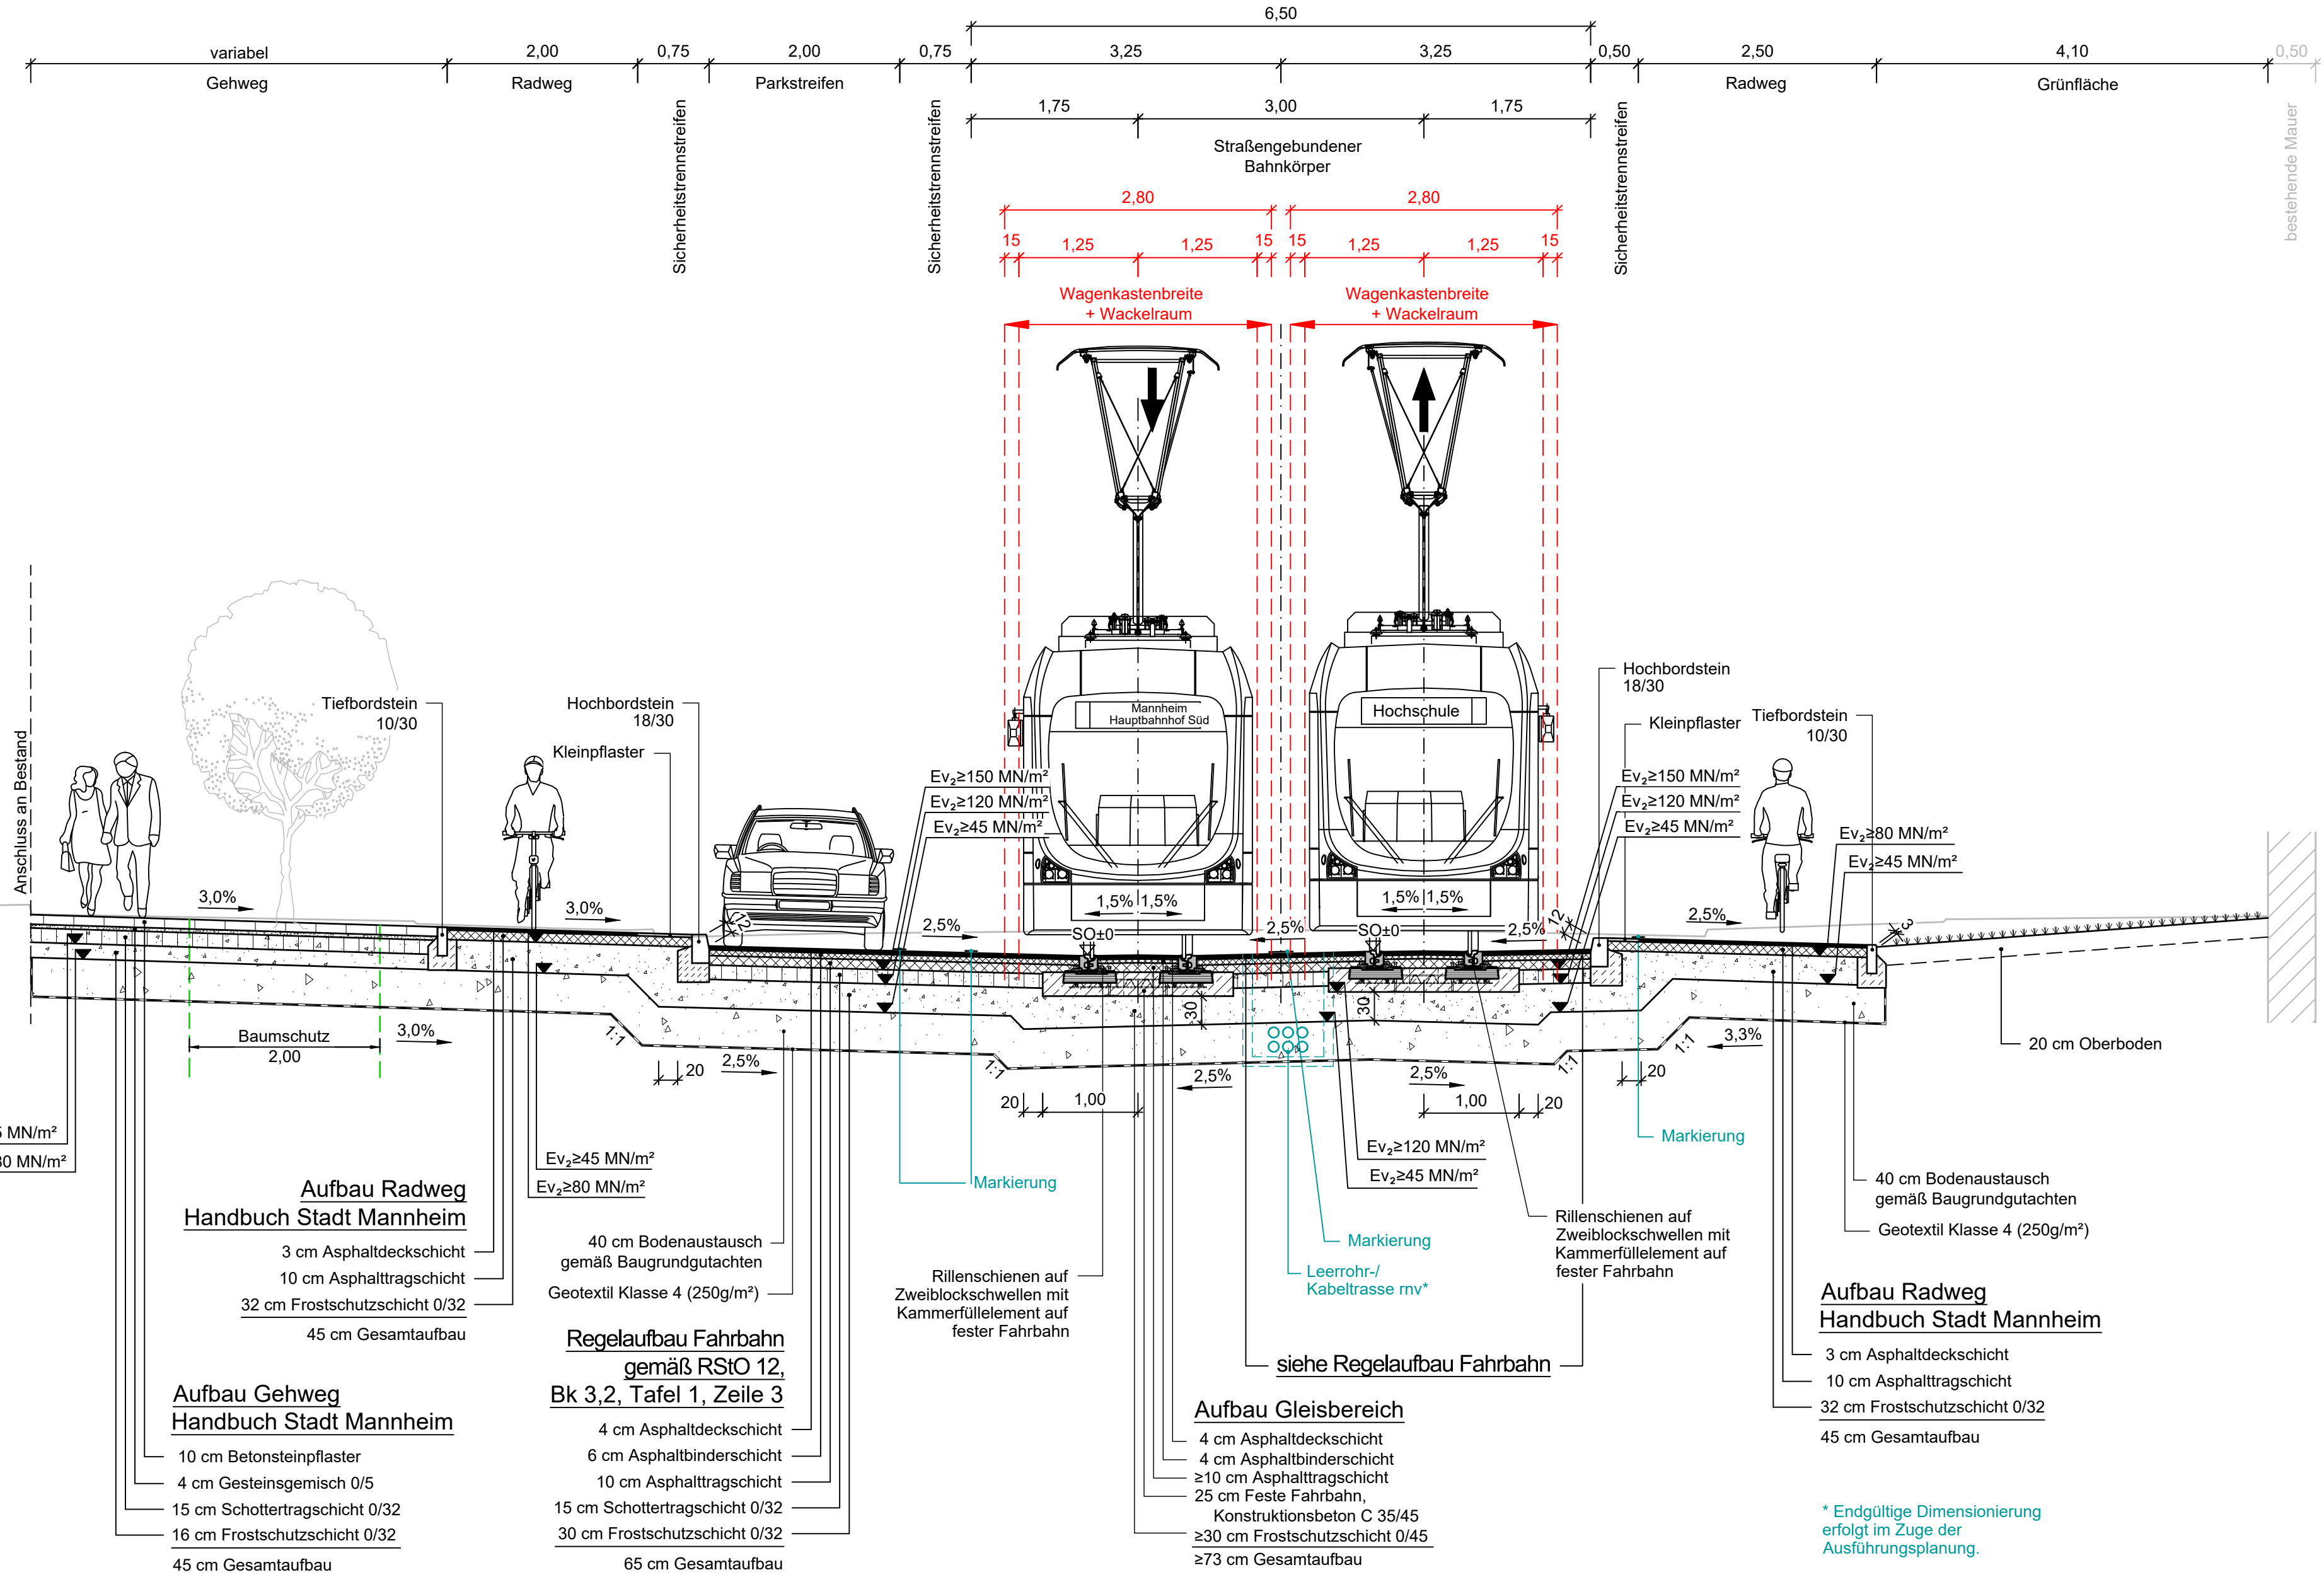 6,50
variabel
2,00
0,75
2,00
0,75
3,25
3,25
0,50
2,50
4,10
0,50
Gehweg
Radweg
Parkstreifen
Radweg
Grünfläche
Sicherheitstrennstreifen
Sicherheitstrennstreifen
Sicherheitstrennstreifen
bestehende Mauer
1,75
3,00
1,75
Straßengebundener
Bahnkörper
2,80
2,80
15
1,25
1,25
15
15
1,25
1,25
15
Wagenkastenbreite
+ Wackelraum
Wagenkastenbreite
+ Wackelraum
Anschluss an Bestand
Tiefbordstein
10/30
Hochbordstein
18/30
Kleinpflaster
Mannheim
Hauptbahnhof Süd
Hochschule
Hochbordstein
18/30
Kleinpflaster
Tiefbordstein
10/30
Ev₂≥150 MN/m²
Ev₂≥120 MN/m²
Ev₂≥45 MN/m²
Ev₂≥150 MN/m²
Ev₂≥120 MN/m²
Ev₂≥45 MN/m²
Ev₂≥80 MN/m²
Ev₂≥45 MN/m²
3,0%
3,0%
12
2,5%
1,5%
1,5%
SO±0
2,5%
1,5%
1,5%
SO±0
2,5%
12
2,5%
3
30
30
Baumschutz
2,00
3,0%
1:1
20
2,5%
1:1
20
1,00
2,5%
2,5%
1,00
20
1:1
20
1:1
3,3%
20 cm Oberboden
MN/m²
0 MN/m²
Ev₂≥45 MN/m²
Ev₂≥80 MN/m²
Markierung
Ev₂≥120 MN/m²
Ev₂≥45 MN/m²
Markierung
Markierung
Leerrohr-/
Kabeltrasse rnv*
Aufbau Radweg
Handbuch Stadt Mannheim
3 cm Asphaltdeckschicht
10 cm Asphalttragschicht
32 cm Frostschutzschicht 0/32
45 cm Gesamtaufbau
40 cm Bodenaustausch
gemäß Baugrundgutachten
Geotextil Klasse 4 (250g/m²)
Rillenschienen auf
Zweiblockschwellen mit
Kammerfüllelement auf
fester Fahrbahn
Rillenschienen auf
Zweiblockschwellen mit
Kammerfüllelement auf
fester Fahrbahn
40 cm Bodenaustausch
gemäß Baugrundgutachten
Geotextil Klasse 4 (250g/m²)
Aufbau Gehweg
Handbuch Stadt Mannheim
10 cm Betonsteinpflaster
4 cm Gesteinsgemisch 0/5
15 cm Schottertragschicht 0/32
16 cm Frostschutzschicht 0/32
45 cm Gesamtaufbau
Regelaufbau Fahrbahn
gemäß RStO 12,
Bk 3,2, Tafel 1, Zeile 3
4 cm Asphaltdeckschicht
6 cm Asphaltbinderschicht
10 cm Asphalttragschicht
15 cm Schottertragschicht 0/32
30 cm Frostschutzschicht 0/32
65 cm Gesamtaufbau
siehe Regelaufbau Fahrbahn
Aufbau Gleisbereich
4 cm Asphaltdeckschicht
4 cm Asphaltbinderschicht
≥10 cm Asphalttragschicht
25 cm Feste Fahrbahn,
Konstruktionsbeton C 35/45
≥30 cm Frostschutzschicht 0/45
≥73 cm Gesamtaufbau
Aufbau Radweg
Handbuch Stadt Mannheim
3 cm Asphaltdeckschicht
10 cm Asphalttragschicht
32 cm Frostschutzschicht 0/32
45 cm Gesamtaufbau
* Endgültige Dimensionierung
erfolgt im Zuge der
Ausführungsplanung.